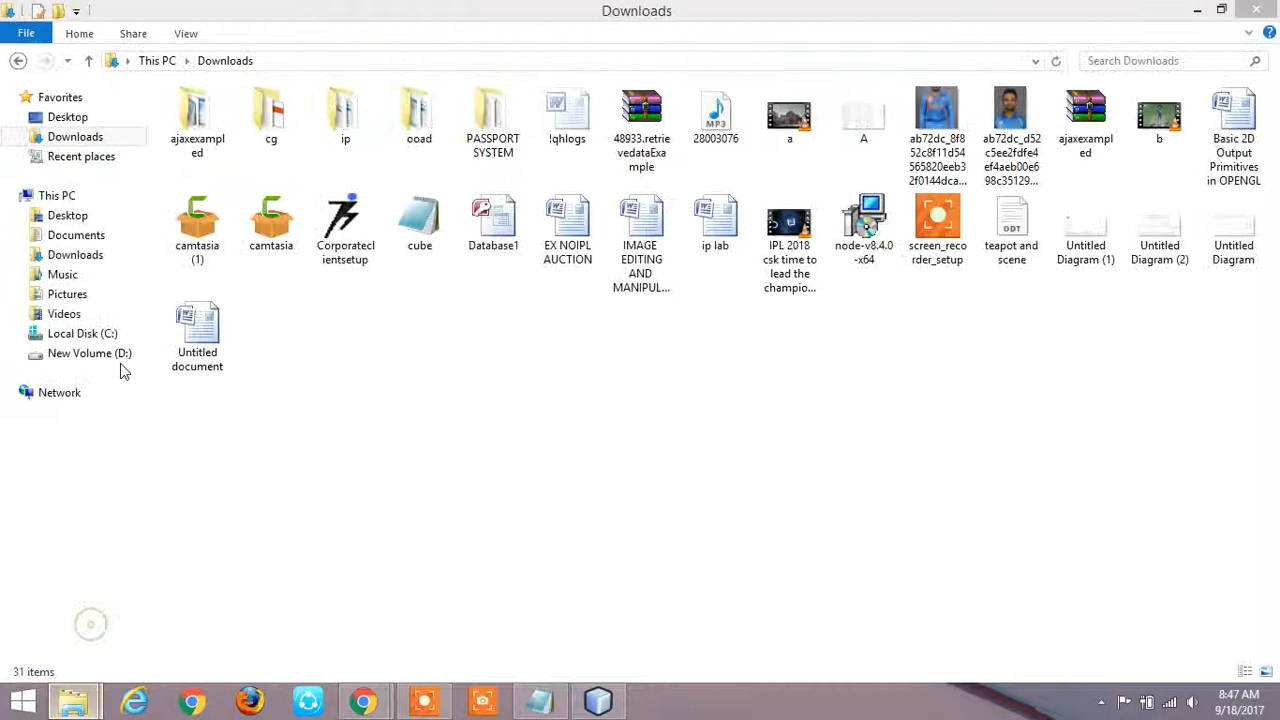 Downloads
File Home Share View
This PC Downloads
Search Downloads
Favorites
Desktop
Downloads
Recent places
This PC
Desktop
Documents
Downloads
Music
Pictures
Videos
Local Disk (C:)
New Volume (D:)
Network
ajaxexampl
ed
cg
ip
ooad
PASSPORT
SYSTEM
!qhlogs
48933.retrie
vedataExa
mple
MP3
28003076
a
A
ab72dc_8f8
52c8f11d54
565820eeb3
2f0144dca...
ab72dc_d52
c5ee2fdfe4
ef4aeb00e6
98c35129...
ajaxexampl
ed
b
Basic 2D
Output
Primitives
in OPENGL
camtasia
(1)
camtasia
Corporatecl
ientsetup
cube
Database1
EX NOIPL
AUCTION
IMAGE
EDITING
AND
MANIPUL...
ip lab
IPL 2018
csk time to
lead the
champio...
node-v8.4.0
-x64
screen_reco
rder_setup
ODT
teapot and
scene
Untitled
Diagram (1)
Untitled
Diagram (2)
Untitled
Diagram
Untitled
document
31 items
8:47 AM
9/18/2017